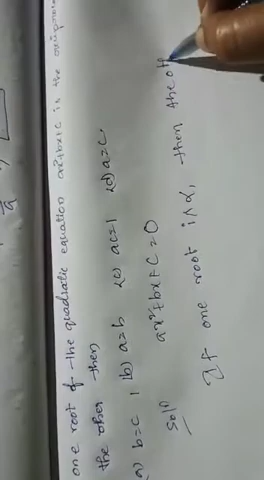 one root of the quadratic equation ax²+bx+c is the
the other then
(a) b=c (b) a=b (c) ac=1 (d) a=c
Soln ax²+bx+c=0
If one root is α, then the